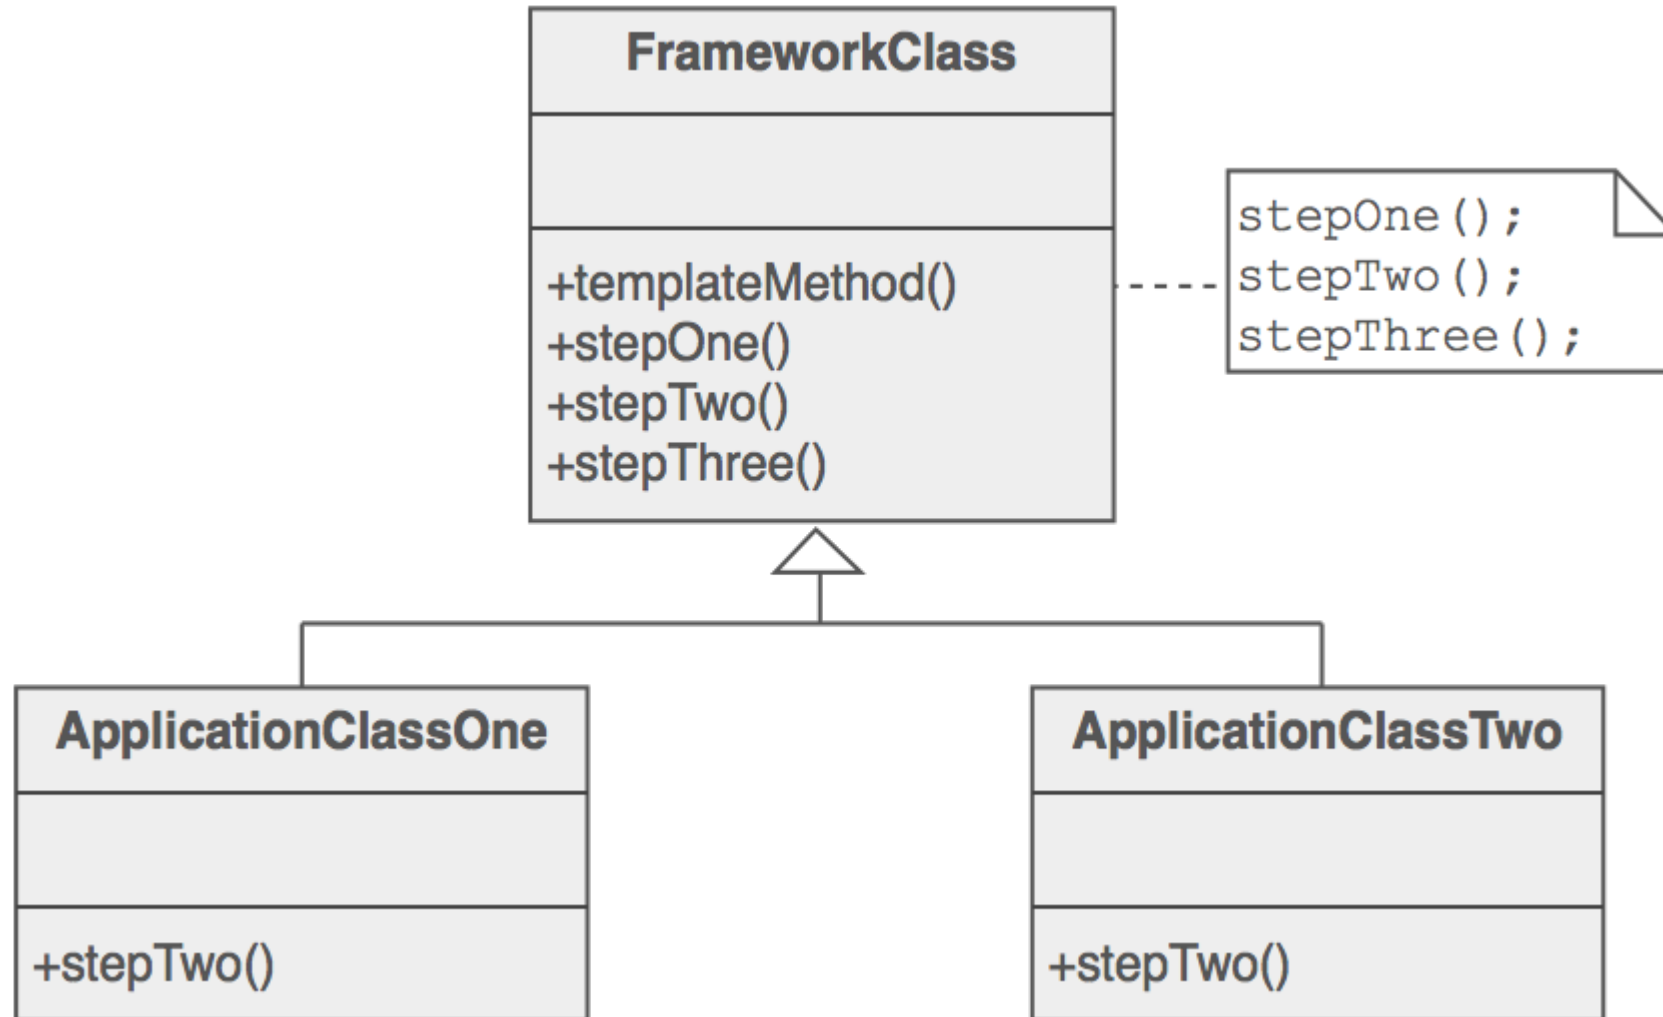 FrameworkClass
+templateMethod()
+stepOne()
+stepTwo()
+stepThree()
stepOne();
stepTwo();
stepThree();
ApplicationClassOne
+stepTwo()
ApplicationClassTwo
+stepTwo()